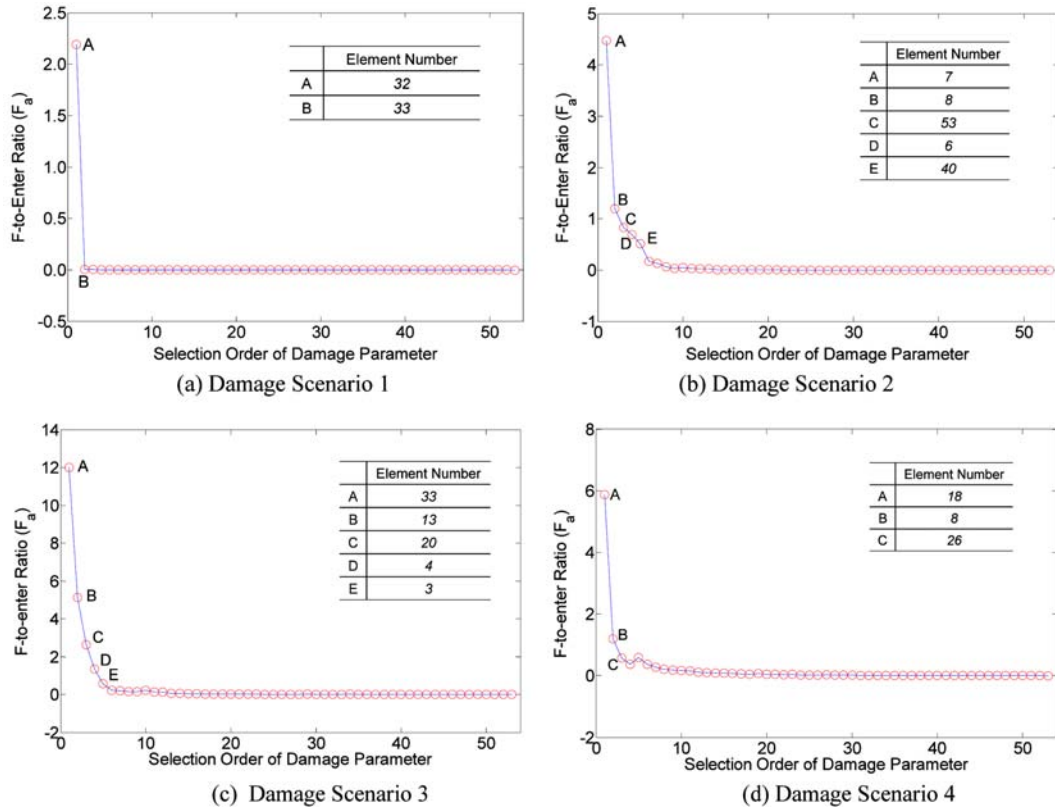 2.5
2.0
1.5
1.0
0.5
0.0
-0.5
F-to-Enter Ratio (Fₐ)
A
B
Element Number
A 32
B 33
0 10 20 30 40 50
Selection Order of Damage Parameter
(a) Damage Scenario 1
5
4
3
2
1
0
-1
F-to-Enter Ratio (Fₐ)
A
B
C
D
E
Element Number
A 7
B 8
C 53
D 6
E 40
0 10 20 30 40 50
Selection Order of Damage Parameter
(b) Damage Scenario 2
14
12
10
8
6
4
2
0
-2
F-to-enter Ratio (Fₐ)
A
B
C
D
E
Element Number
A 33
B 13
C 20
D 4
E 3
0 10 20 30 40 50
Selection Order of Damage Parameter
(c) Damage Scenario 3
8
6
4
2
0
-2
F-to-enter Ratio (Fₐ)
A
B
C
Element Number
A 18
B 8
C 26
0 10 20 30 40 50
Selection Order of Damage Parameter
(d) Damage Scenario 4